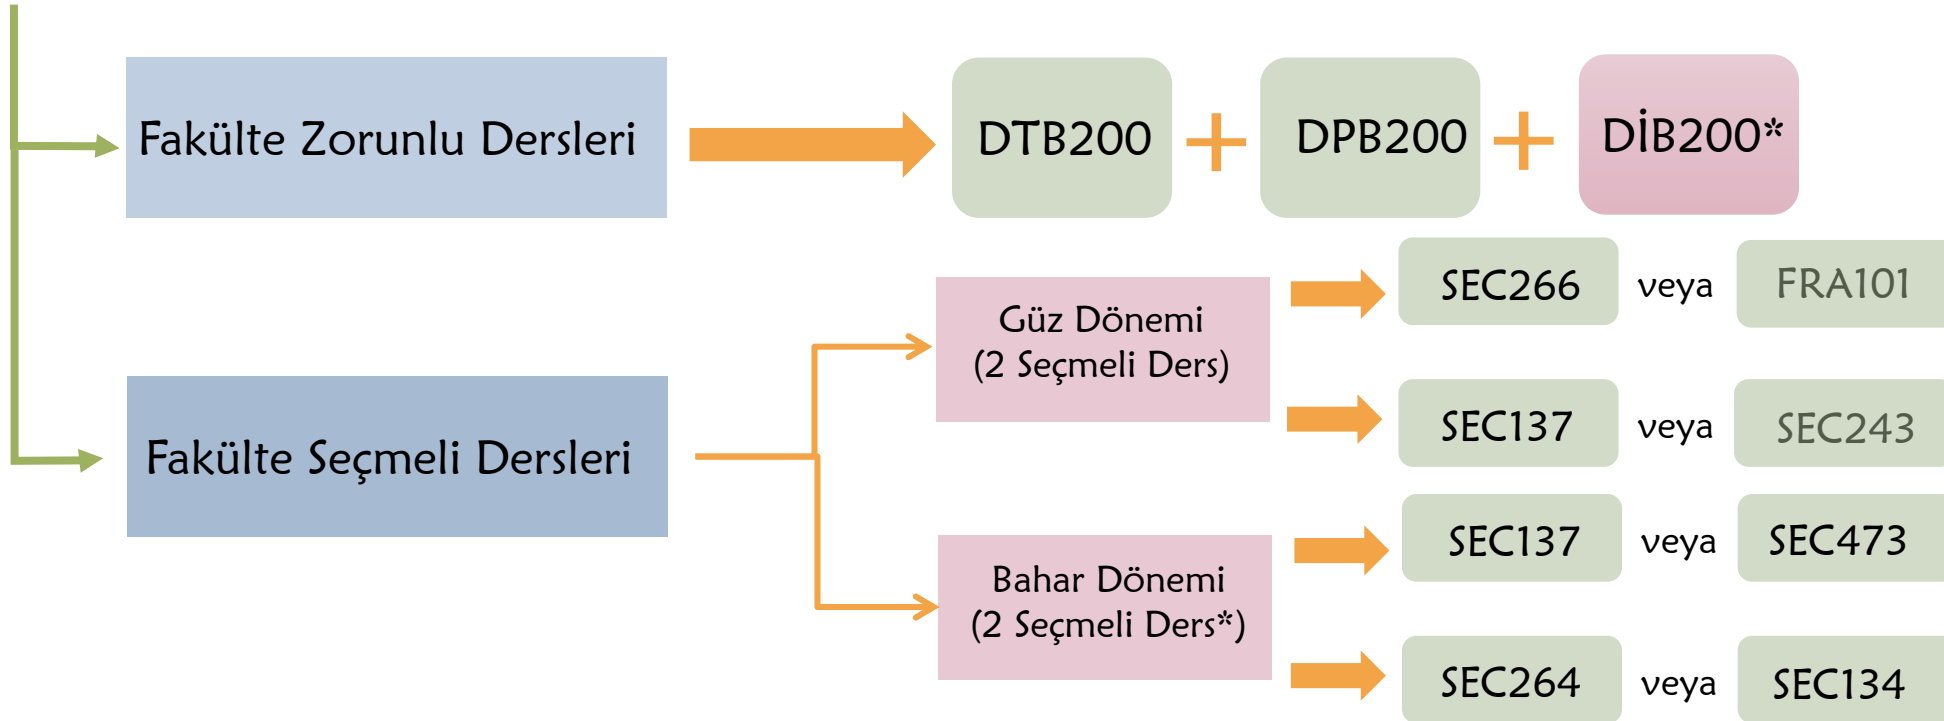 Fakülte Zorunlu Dersleri
DTB200 + DPB200 + DİB200*
Fakülte Seçmeli Dersleri
Güz Dönemi
(2 Seçmeli Ders)
SEC266 veya FRA101
SEC137 veya SEC243
Bahar Dönemi
(2 Seçmeli Ders*)
SEC137 veya SEC473
SEC264 veya SEC134